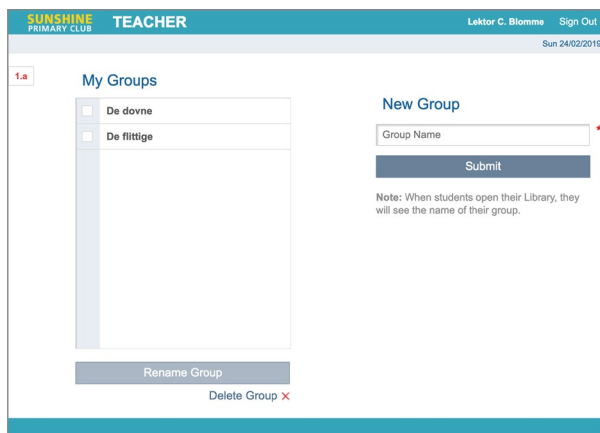 SUNSHINE
PRIMARY CLUB
TEACHER
Lektor C. Blomme Sign Out
Sun 24/02/2019
1.a
My Groups
De dovne
De flittige
Rename Group
Delete Group ×
New Group
Group Name *
Submit
Note: When students open their Library, they
will see the name of their group.